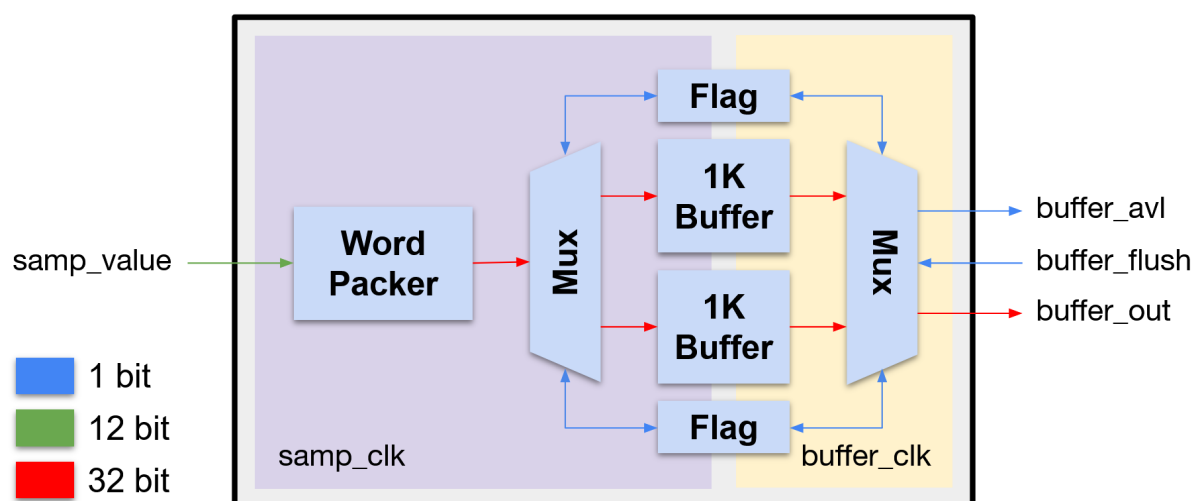 Flag
1K
Buffer
Word
Packer
Mux
1K
Buffer
Mux
Flag
samp_value
buffer_avl
buffer_flush
buffer_out
samp_clk
buffer_clk
1 bit
12 bit
32 bit